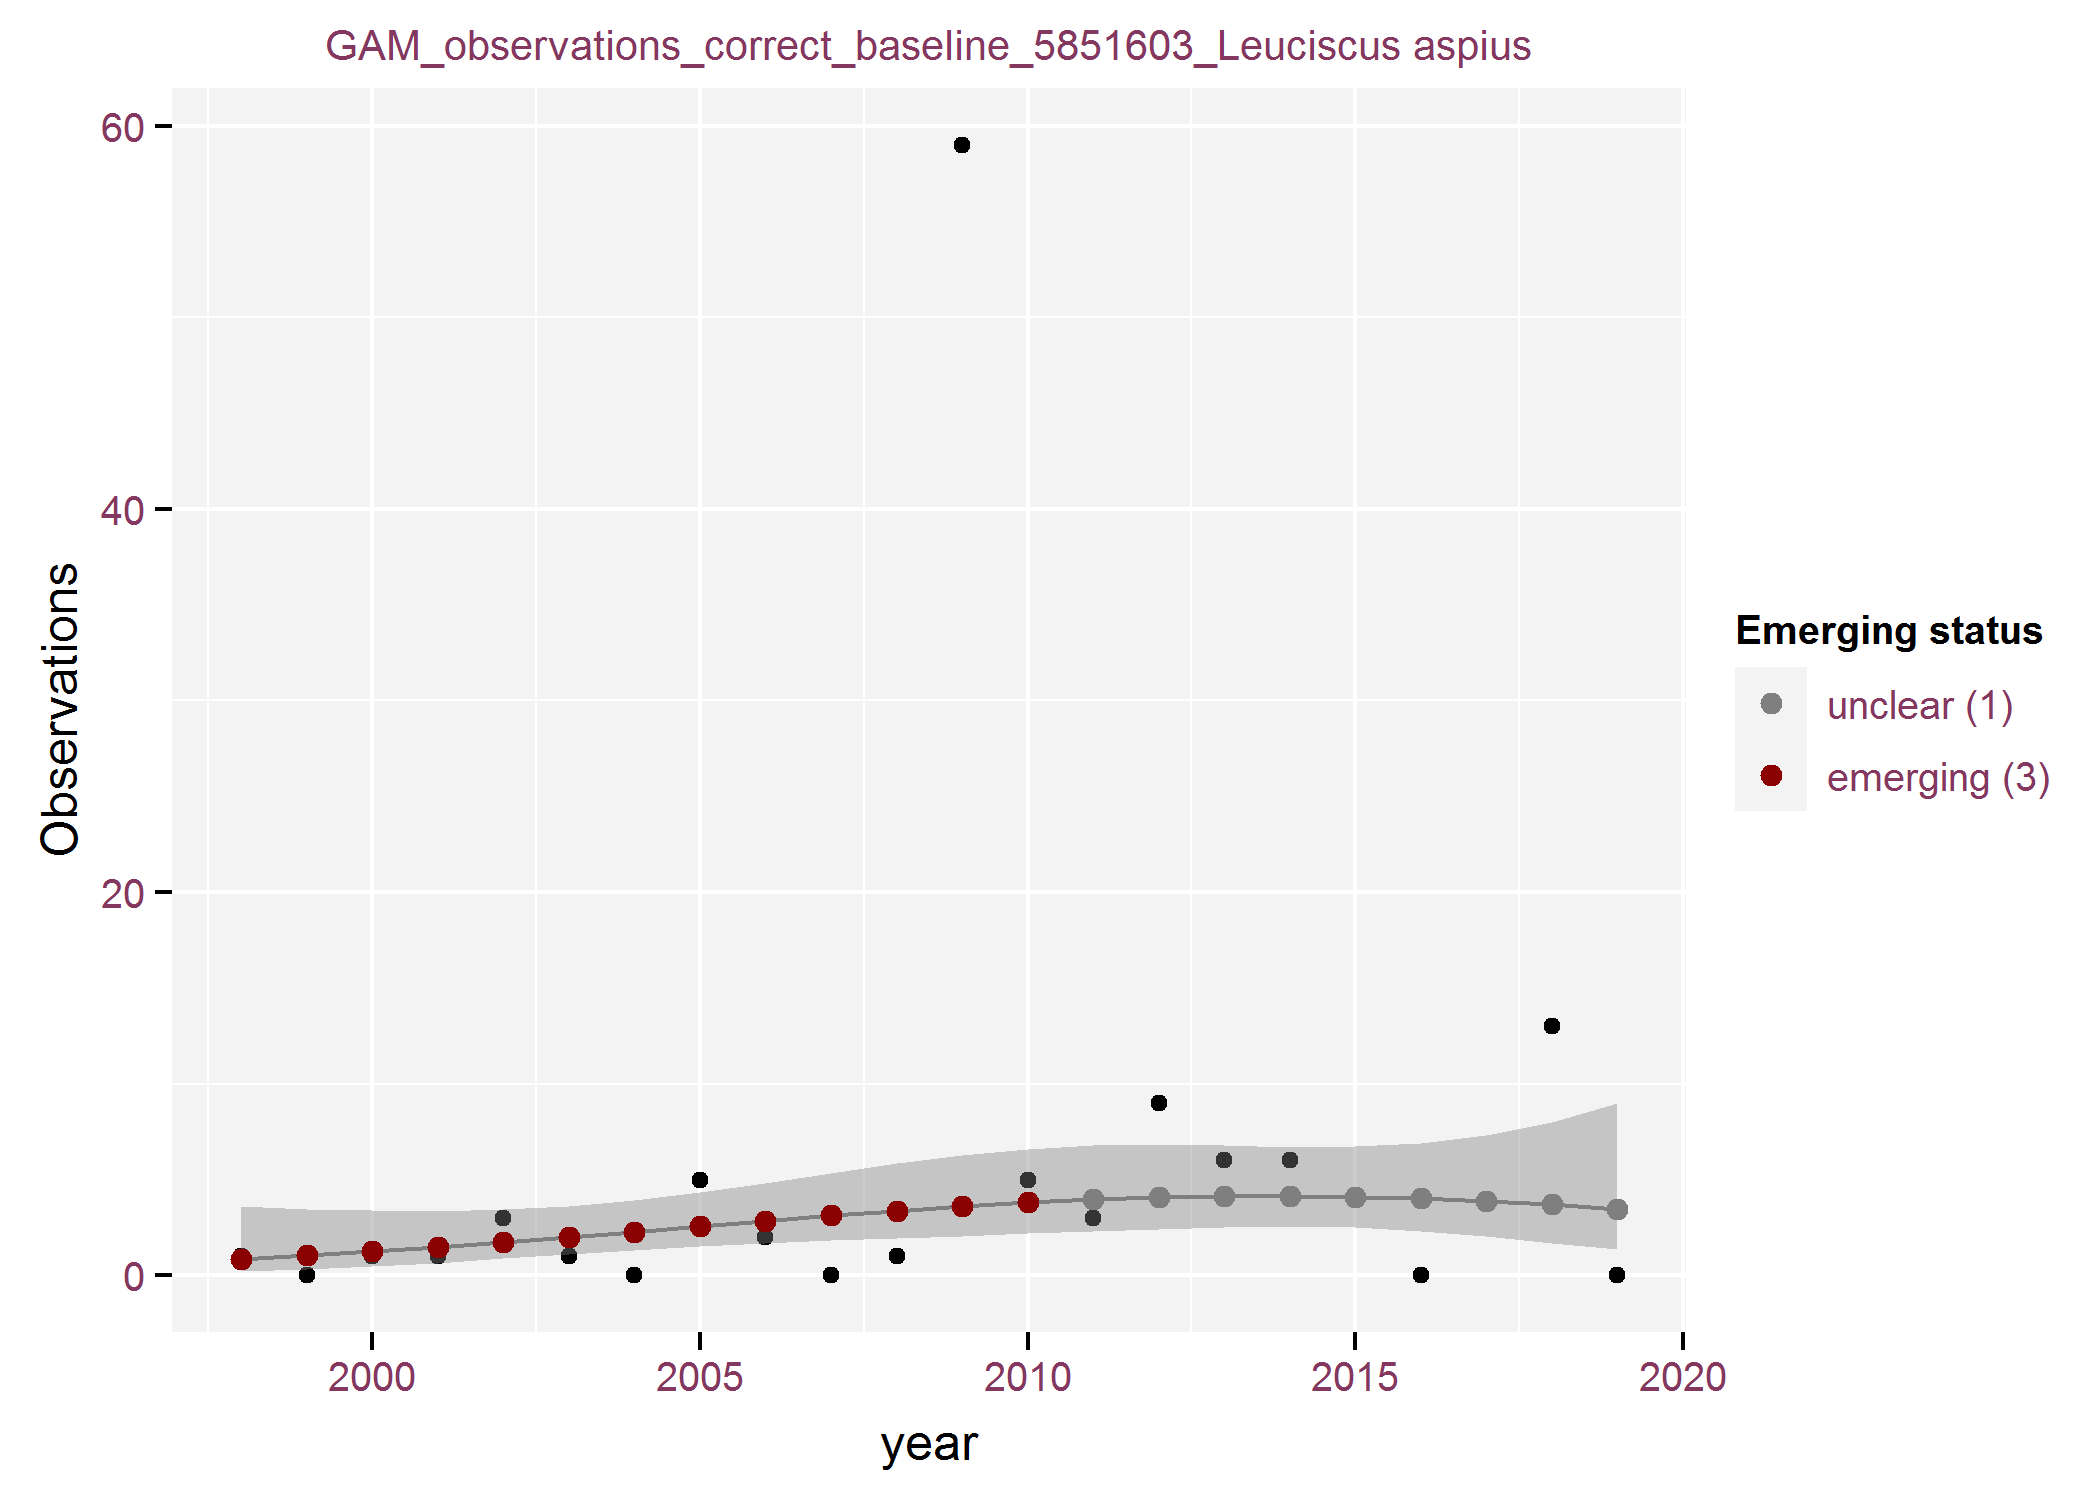 GAM_observations_correct_baseline_5851603_Leuciscus aspius
60
40
20
0
Observations
2000 2005 2010 2015 2020
year
Emerging status
unclear (1)
emerging (3)